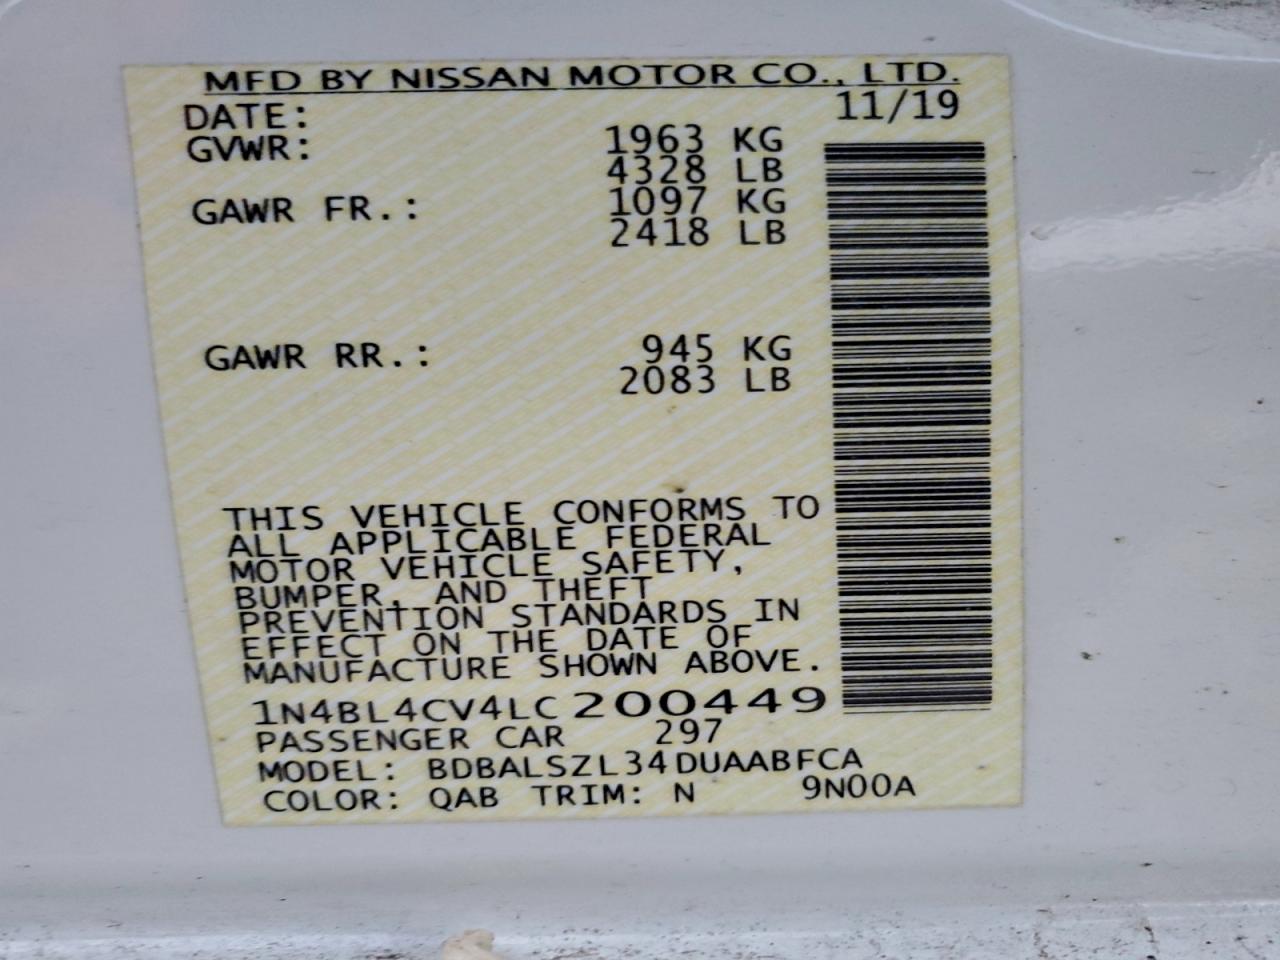 MFD BY NISSAN MOTOR CO., LTD.
DATE: 11/19
GVWR: 1963 KG
4328 LB
GAWR FR.: 1097 KG
2418 LB
GAWR RR.: 945 KG
2083 LB
THIS VEHICLE CONFORMS TO
ALL APPLICABLE FEDERAL
MOTOR VEHICLE SAFETY,
BUMPER, AND THEFT
PREVENTION STANDARDS IN
EFFECT ON THE DATE OF
MANUFACTURE SHOWN ABOVE.
1N4BL4CV4LC200449
PASSENGER CAR 297
MODEL: BDBALSZL34DUAABFCA
COLOR: QAB TRIM: N 9N00A